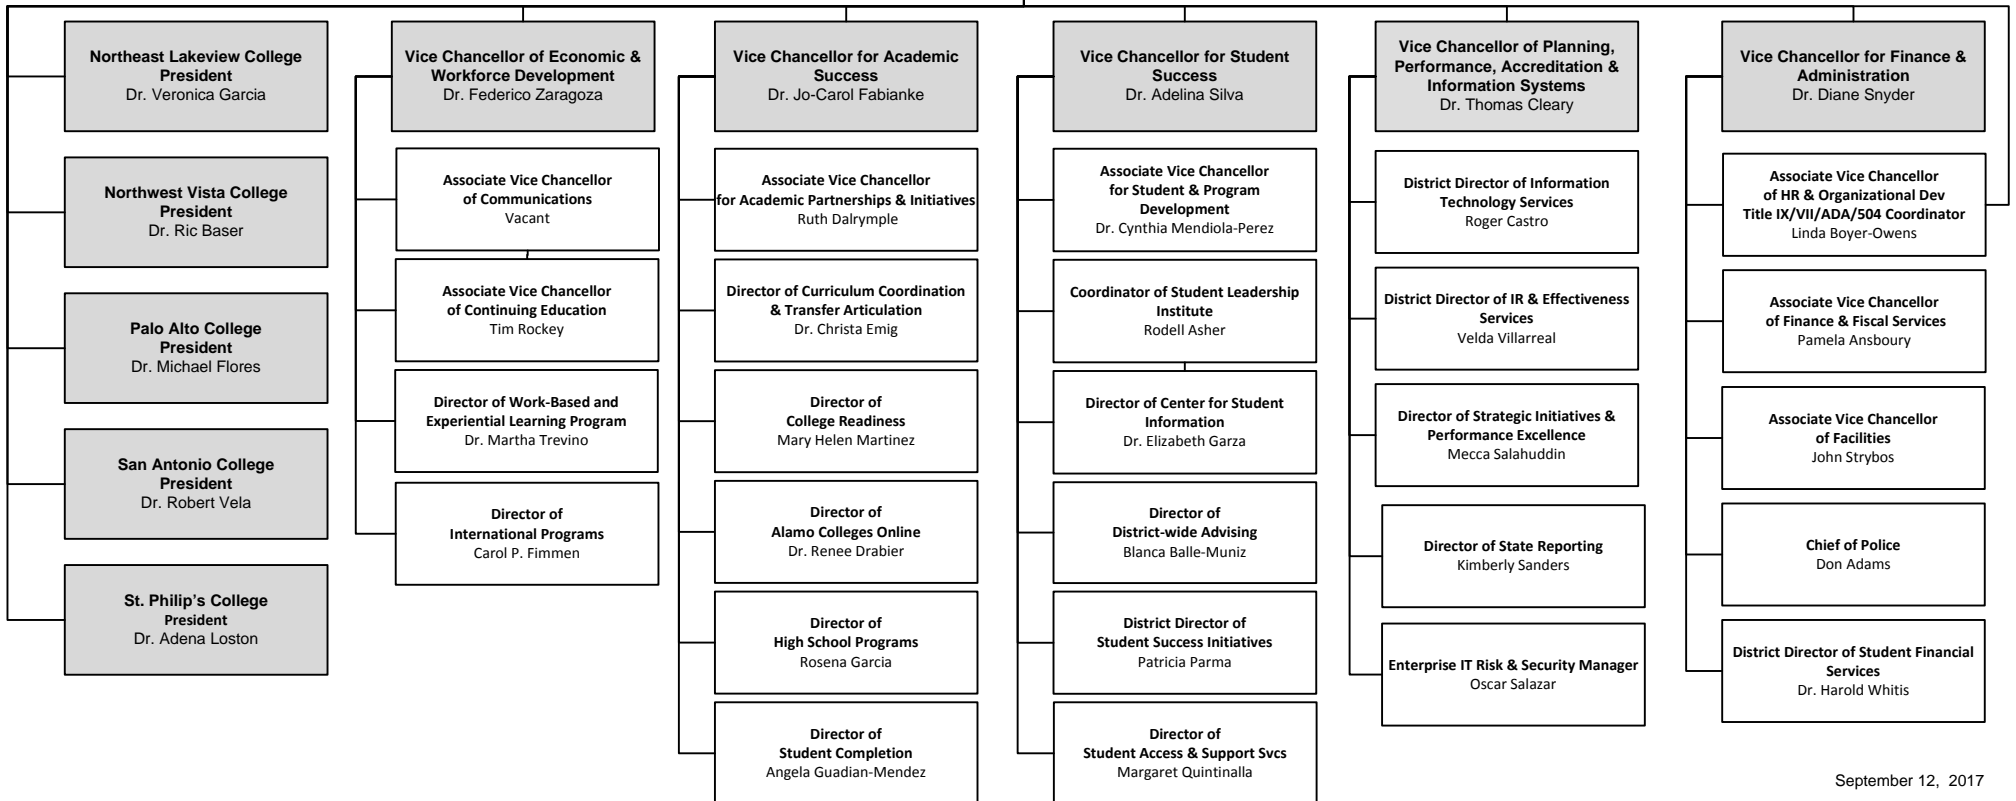 Northeast Lakeview College
President
Dr. Veronica Garcia
Northwest Vista College
President
Dr. Ric Baser
Palo Alto College
President
Dr. Michael Flores
San Antonio College
President
Dr. Robert Vela
St. Philip's College
President
Dr. Adena Loston
Vice Chancellor of Economic &
Workforce Development
Dr. Federico Zaragoza
Associate Vice Chancellor
of Communications
Vacant
Associate Vice Chancellor
of Continuing Education
Tim Rockey
Director of Work-Based and
Experiential Learning Program
Dr. Martha Trevino
Director of
International Programs
Carol P. Fimmen
Vice Chancellor for Academic
Success
Dr. Jo-Carol Fabianke
Associate Vice Chancellor
for Academic Partnerships & Initiatives
Ruth Dalrymple
Director of Curriculum Coordination
& Transfer Articulation
Dr. Christa Emig
Director of
College Readiness
Mary Helen Martinez
Director of
Alamo Colleges Online
Dr. Renee Drabier
Director of
High School Programs
Rosena Garcia
Director of
Student Completion
Angela Guadian-Mendez
Vice Chancellor for Student
Success
Dr. Adelina Silva
Associate Vice Chancellor
for Student & Program
Development
Dr. Cynthia Mendiola-Perez
Coordinator of Student Leadership
Institute
Rodell Asher
Director of Center for Student
Information
Dr. Elizabeth Garza
Director of
District-wide Advising
Blanca Balle-Muniz
District Director of
Student Success Initiatives
Patricia Parma
Director of
Student Access & Support Svcs
Margaret Quintinalla
Vice Chancellor of Planning,
Performance, Accreditation &
Information Systems
Dr. Thomas Cleary
District Director of Information
Technology Services
Roger Castro
District Director of IR & Effectiveness
Services
Velda Villarreal
Director of Strategic Initiatives &
Performance Excellence
Mecca Salahuddin
Director of State Reporting
Kimberly Sanders
Enterprise IT Risk & Security Manager
Oscar Salazar
Vice Chancellor for Finance &
Administration
Dr. Diane Snyder
Associate Vice Chancellor
of HR & Organizational Dev
Title IX/VII/ADA/504 Coordinator
Linda Boyer-Owens
Associate Vice Chancellor
of Finance & Fiscal Services
Pamela Ansboury
Associate Vice Chancellor
of Facilities
John Strybos
Chief of Police
Don Adams
District Director of Student Financial
Services
Dr. Harold Whitis
September 12, 2017